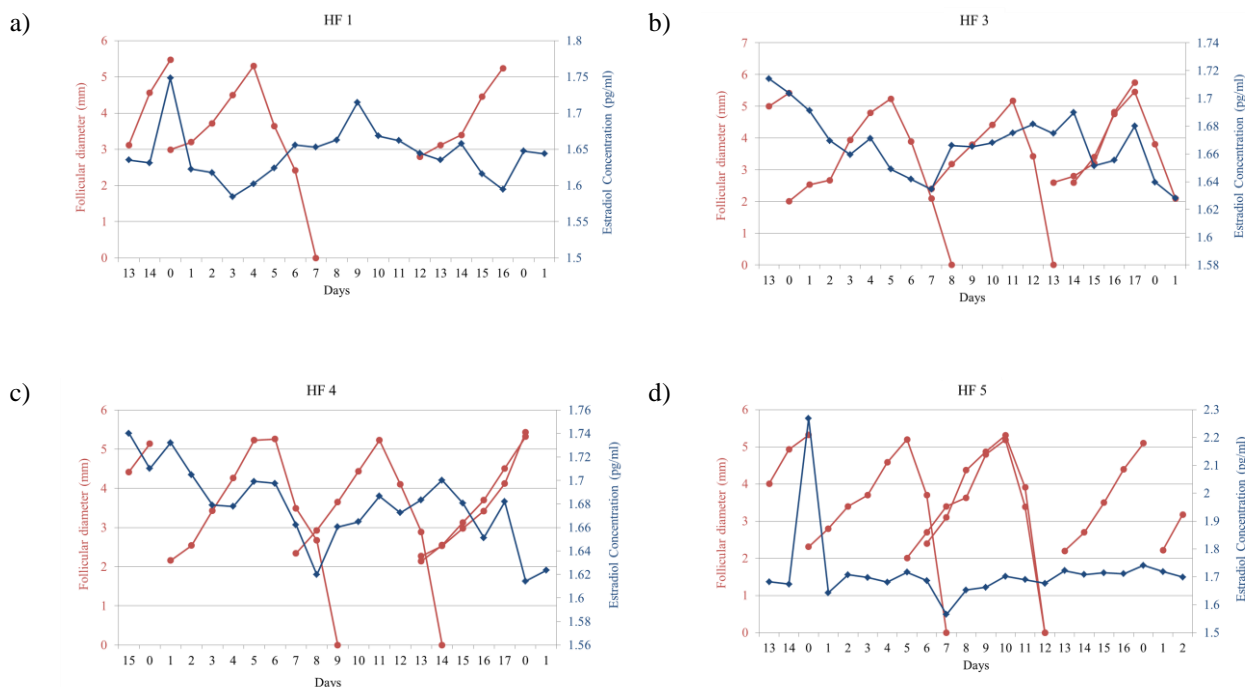 a)
HF 1
Follicular diameter (mm)
6
5
4
3
2
1
0
1.8
1.75
1.7
1.65
1.6
1.55
1.5
Estradiol Concentration (pg/ml)
13 14 0 1 2 3 4 5 6 7 8 9 10 11 12 13 14 15 16 0 1
Days
b)
HF 3
Follicular diameter (mm)
7
6
5
4
3
2
1
0
1.74
1.72
1.7
1.68
1.66
1.64
1.62
1.6
1.58
Estradiol Concentration (pg/ml)
13 0 1 2 3 4 5 6 7 8 9 10 11 12 13 14 15 16 17 0 1
Days
c)
HF 4
Follicular diameter (mm)
6
5
4
3
2
1
0
1.76
1.74
1.72
1.7
1.68
1.66
1.64
1.62
1.6
1.58
1.56
Estradiol Concentration (pg/ml)
15 0 1 2 3 4 5 6 7 8 9 10 11 12 13 14 15 16 17 0 1
Days
d)
HF 5
Follicular diameter (mm)
6
5
4
3
2
1
0
2.3
2.2
2.1
2
1.9
1.8
1.7
1.6
1.5
Estradiol Concentration (pg/ml)
13 14 0 1 2 3 4 5 6 7 8 9 10 11 12 13 14 15 16 0 1 2
Days